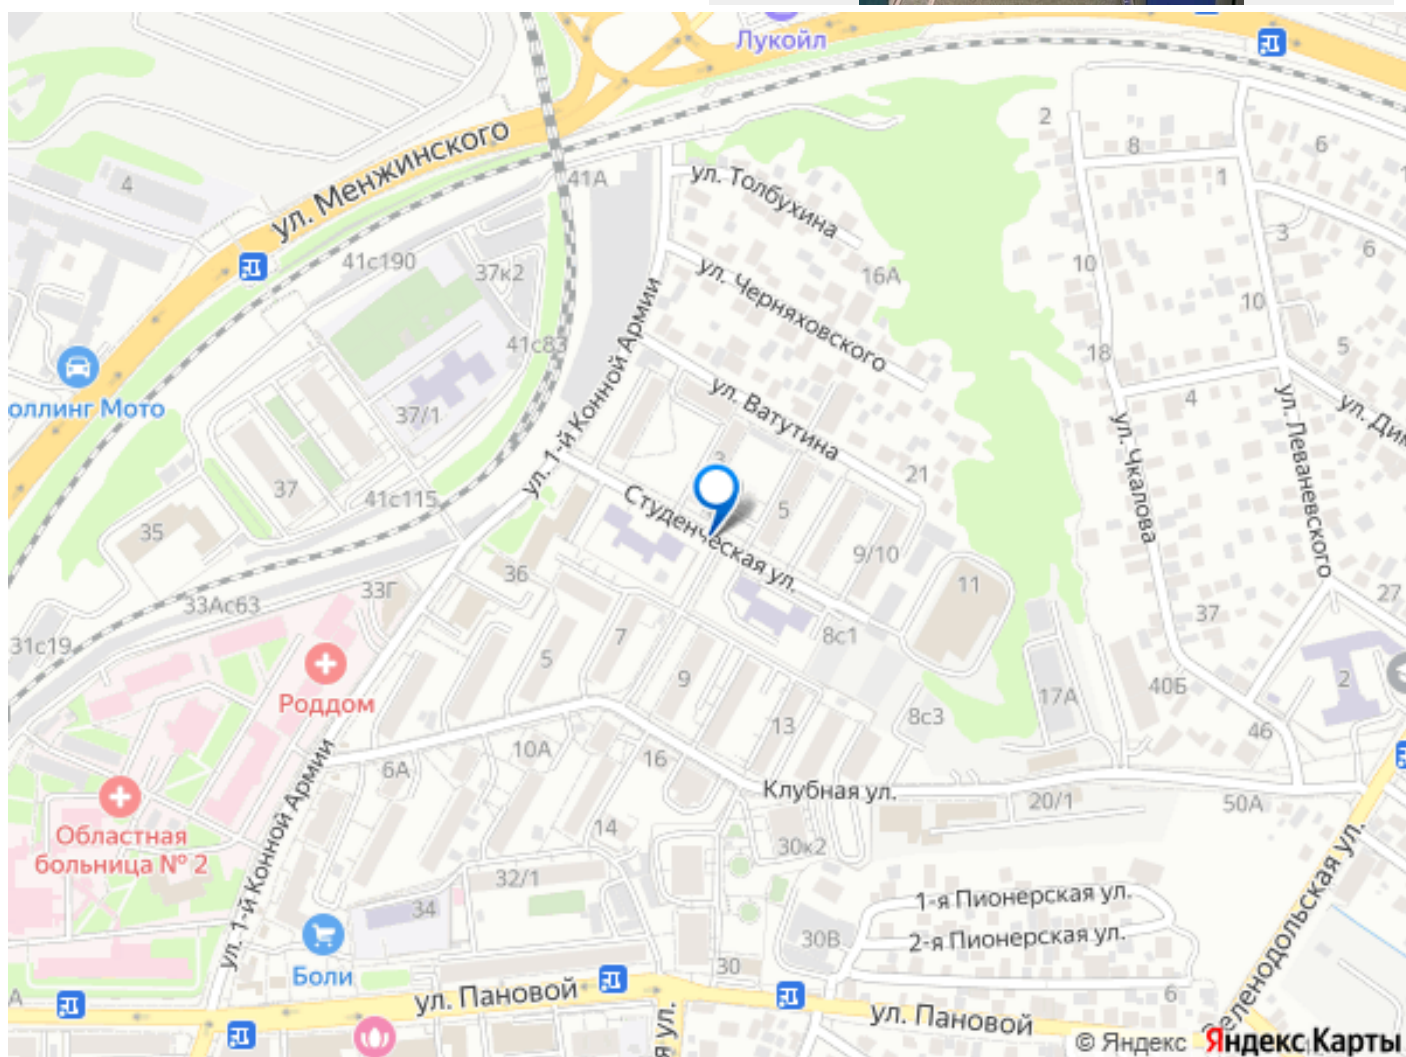 Лукойл
ул. Менжинского
4
41А
ул. Толбухина
2
8
6
1
3
6
41с190
37к2
16А
10
10
ул. Черняховского
41с83
18
5
оллинг Мото
37/1
ул. 1-й Конной Армии
ул. Ватутина
4
ул. Чкалова
ул. Леваневского
ул. Ди
3
21
37
41с115
Студенческая ул.
5
35
9/10
11
36
33Г
27
33Ас63
37
31с19
7
8с1
5
Роддом
9
2
40Б
17А
8с3
13
46
10А
16
6А
ул. 1-й Конной Армии
Клубная ул.
20/1
50А
Областная
больница № 2
14
30к2
32/1
1-я Пионерская ул.
34
30В
2-я Пионерская ул.
Зеленодольская ул.
Боли
30
6
А
ул. Пановой
ул. Пановой
я ул.
© Яндекс
Яндекс Карты